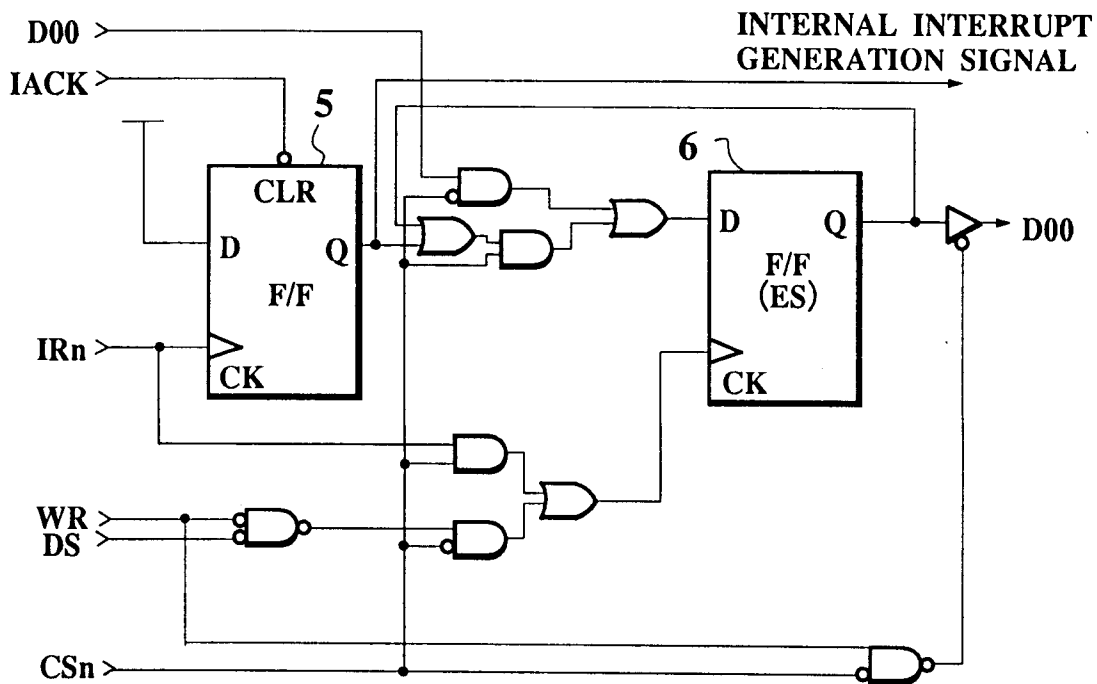 D00
INTERNAL INTERRUPT
GENERATION SIGNAL
IACK
5
6
CLR
D
Q
D
Q
D00
F/F
F/F
(ES)
IRn
CK
CK
WR
DS
CSn